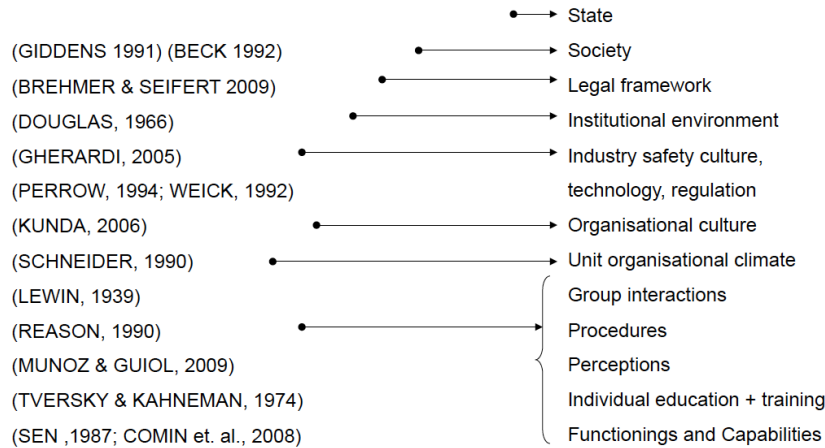 State
(GIDDENS 1991) (BECK 1992) Society
(BREHMER & SEIFERT 2009) Legal framework
(DOUGLAS, 1966) Institutional environment
(GHERARDI, 2005) Industry safety culture,
(PERROW, 1994; WEICK, 1992) technology, regulation
(KUNDA, 2006) Organisational culture
(SCHNEIDER, 1990) Unit organisational climate
(LEWIN, 1939) Group interactions
(REASON, 1990) Procedures
(MUNOZ & GUIOL, 2009) Perceptions
(TVERSKY & KAHNEMAN, 1974) Individual education + training
(SEN ,1987; COMIN et. al., 2008) Functionings and Capabilities